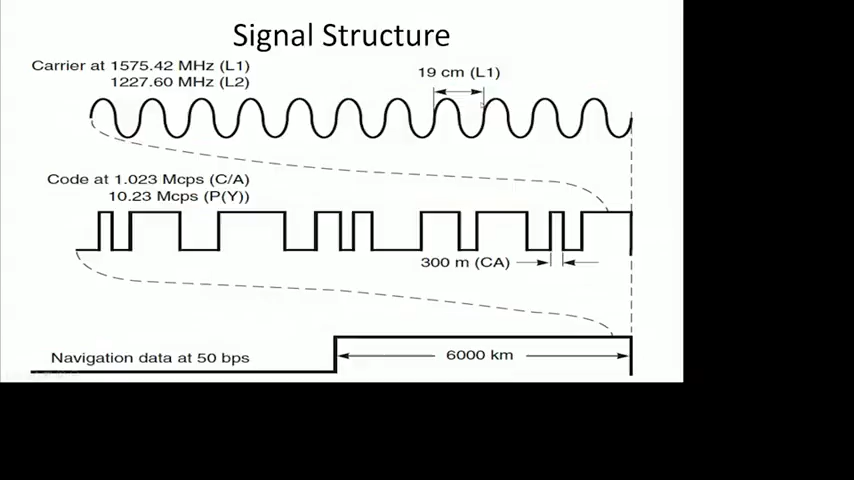 Signal Structure
Carrier at 1575.42 MHz (L1)
1227.60 MHz (L2)
19 cm (L1)
Code at 1.023 Mcps (C/A)
10.23 Mcps (P(Y))
300 m (CA)
Navigation data at 50 bps
6000 km